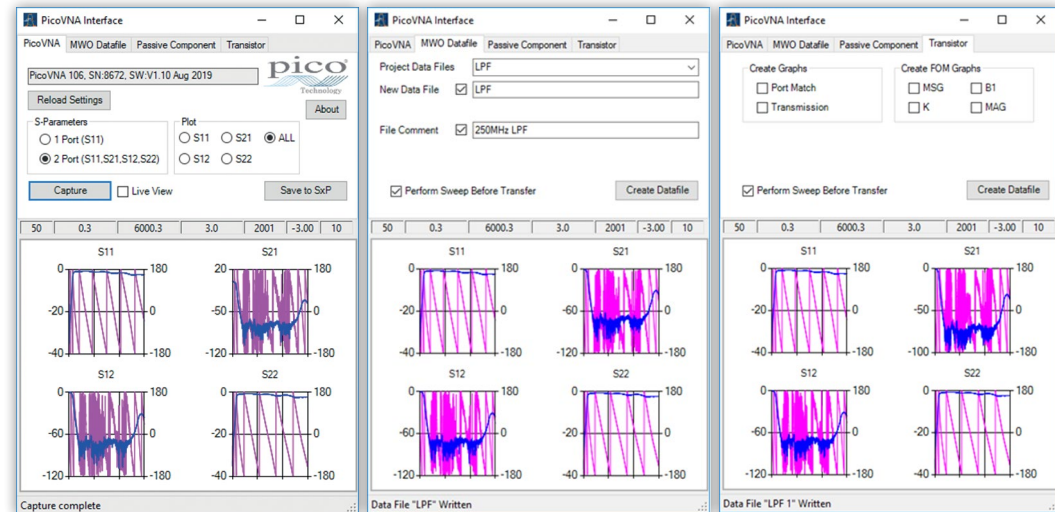 PicoVNA Interface
PicoVNA MWO Datafile Passive Component Transistor
PicoVNA 106, SN:8672, SW:V1.10 Aug 2019
pico
Technology
Reload Settings
About
S-Parameters
1 Port (S11)
2 Port (S11,S21,S12,S22)
Plot
S11 S21 ALL
S12 S22
Capture Live View Save to SxP
50 0.3 6000.3 3.0 2001 -3.00 10
S11
0 180
-20 0
-40 -180
S21
20 180
-50 0
-120 -180
S12
0 180
-60 0
-120 -180
S22
0 180
-20 0
-40 -180
Capture complete
PicoVNA Interface
PicoVNA MWO Datafile Passive Component Transistor
Project Data Files LPF
New Data File LPF
File Comment 250MHz LPF
Perform Sweep Before Transfer Create Datafile
50 0.3 6000.3 3.0 2001 -3.00 10
S11
0 180
-20 0
-40 -180
S21
0 180
-60 0
-120 -180
S12
0 180
-60 0
-120 -180
S22
0 180
-20 0
-40 -180
Data File "LPF" Written
PicoVNA Interface
PicoVNA MWO Datafile Passive Component Transistor
Create Graphs
Port Match
Transmission
Create FOM Graphs
MSG B1
K MAG
Perform Sweep Before Transfer Create Datafile
50 0.3 6000.3 3.0 2001 -3.00 10
S11
0 180
-20 0
-40 -180
S21
0 180
-50 0
-100 -180
S12
0 180
-60 0
-120 -180
S22
0 180
-20 0
-40 -180
Data File "LPF 1" Written